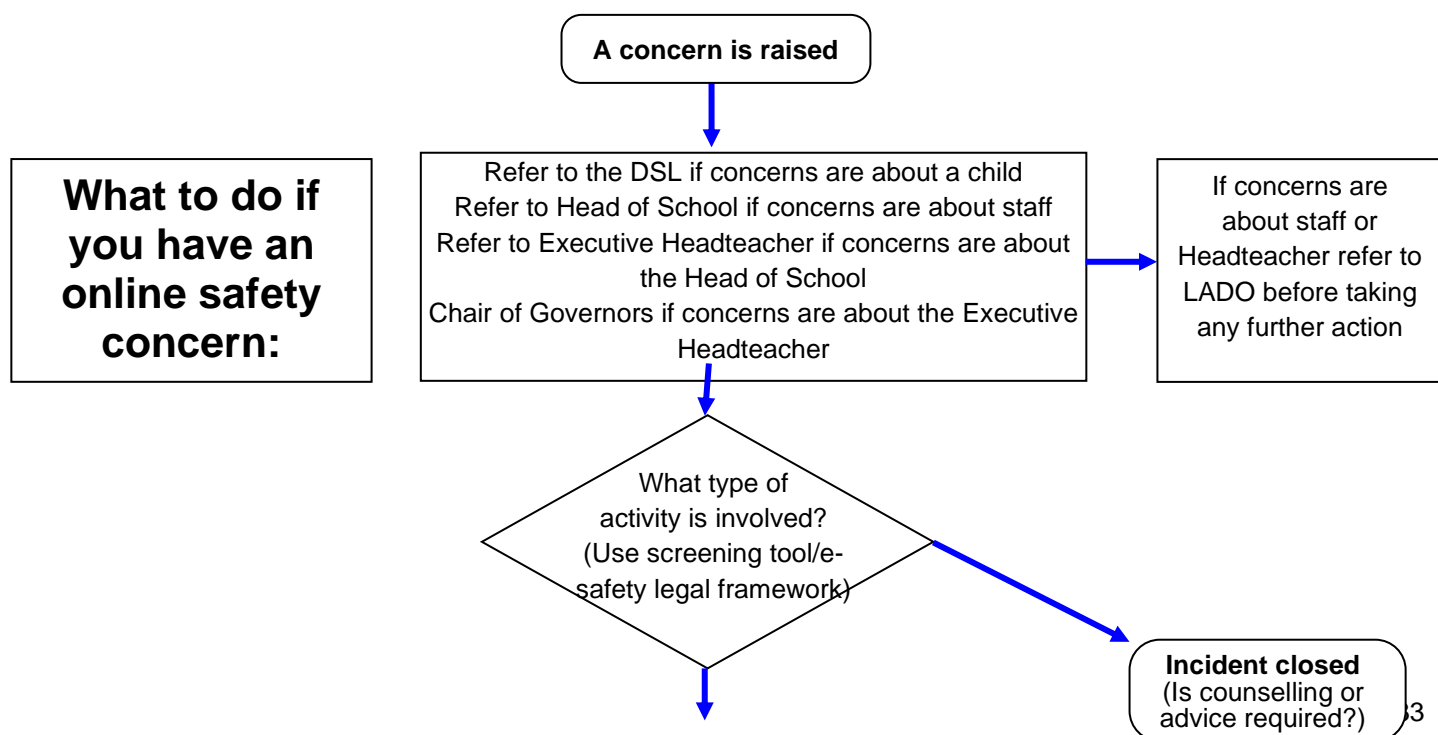 A concern is raised
What to do if
you have an
online safety
concern:
Refer to the DSL if concerns are about a child
Refer to Head of School if concerns are about staff
Refer to Executive Headteacher if concerns are about
the Head of School
Chair of Governors if concerns are about the Executive
Headteacher
If concerns are
about staff or
Headteacher refer to
LADO before taking
any further action
What type of
activity is involved?
(Use screening tool/e-
safety legal framework)
Incident closed
(Is counselling or
advice required?)